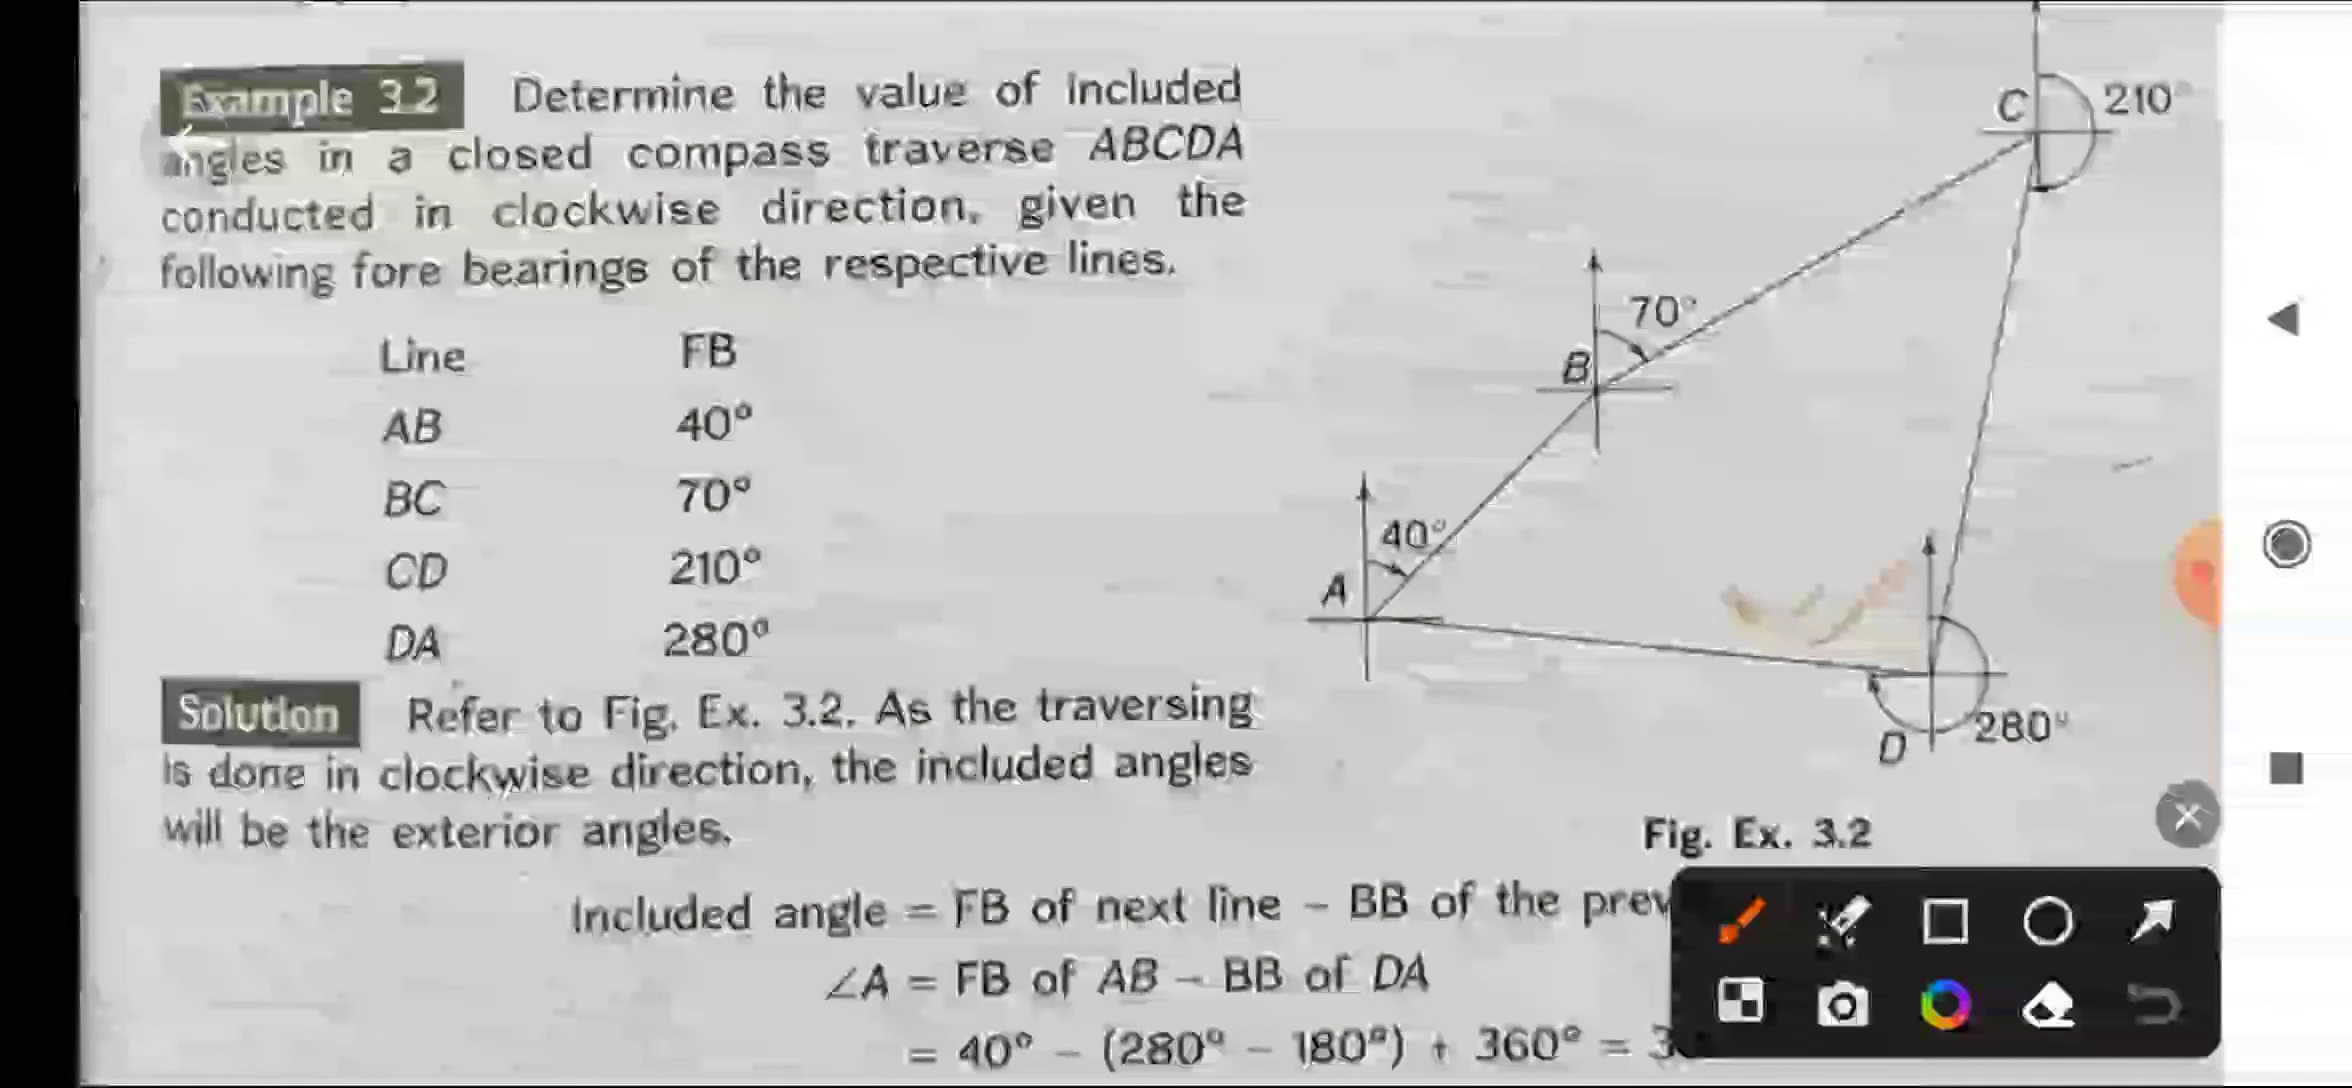 Example 3.2 Determine the value of included
angles in a closed compass traverse ABCDA
conducted in clockwise direction, given the
following fore bearings of the respective lines.
Line FB
AB 40°
BC 70°
CD 210°
DA 280°
Solution Refer to Fig. Ex. 3.2. As the traversing
is done in clockwise direction, the included angles
will be the exterior angles.
C 210°
70°
B
40°
A
280°
D
Fig. Ex. 3.2
Included angle = FB of next line – BB of the
∠A = FB of AB – BB of DA
= 40° – (280° – 180°) + 360° =